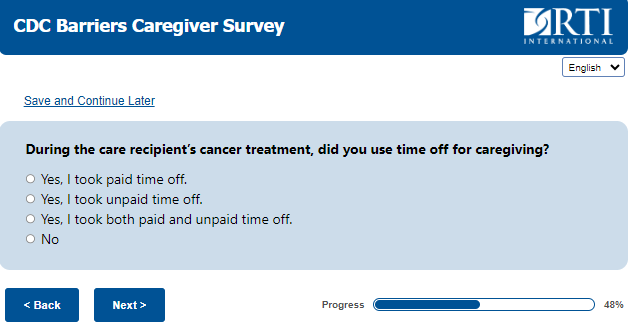 CDC Barriers Caregiver Survey
RTI
INTERNATIONAL
English
Save and Continue Later
During the care recipient's cancer treatment, did you use time off for caregiving?
Yes, I took paid time off.
Yes, I took unpaid time off.
Yes, I took both paid and unpaid time off.
No
< Back
Next >
Progress
48%